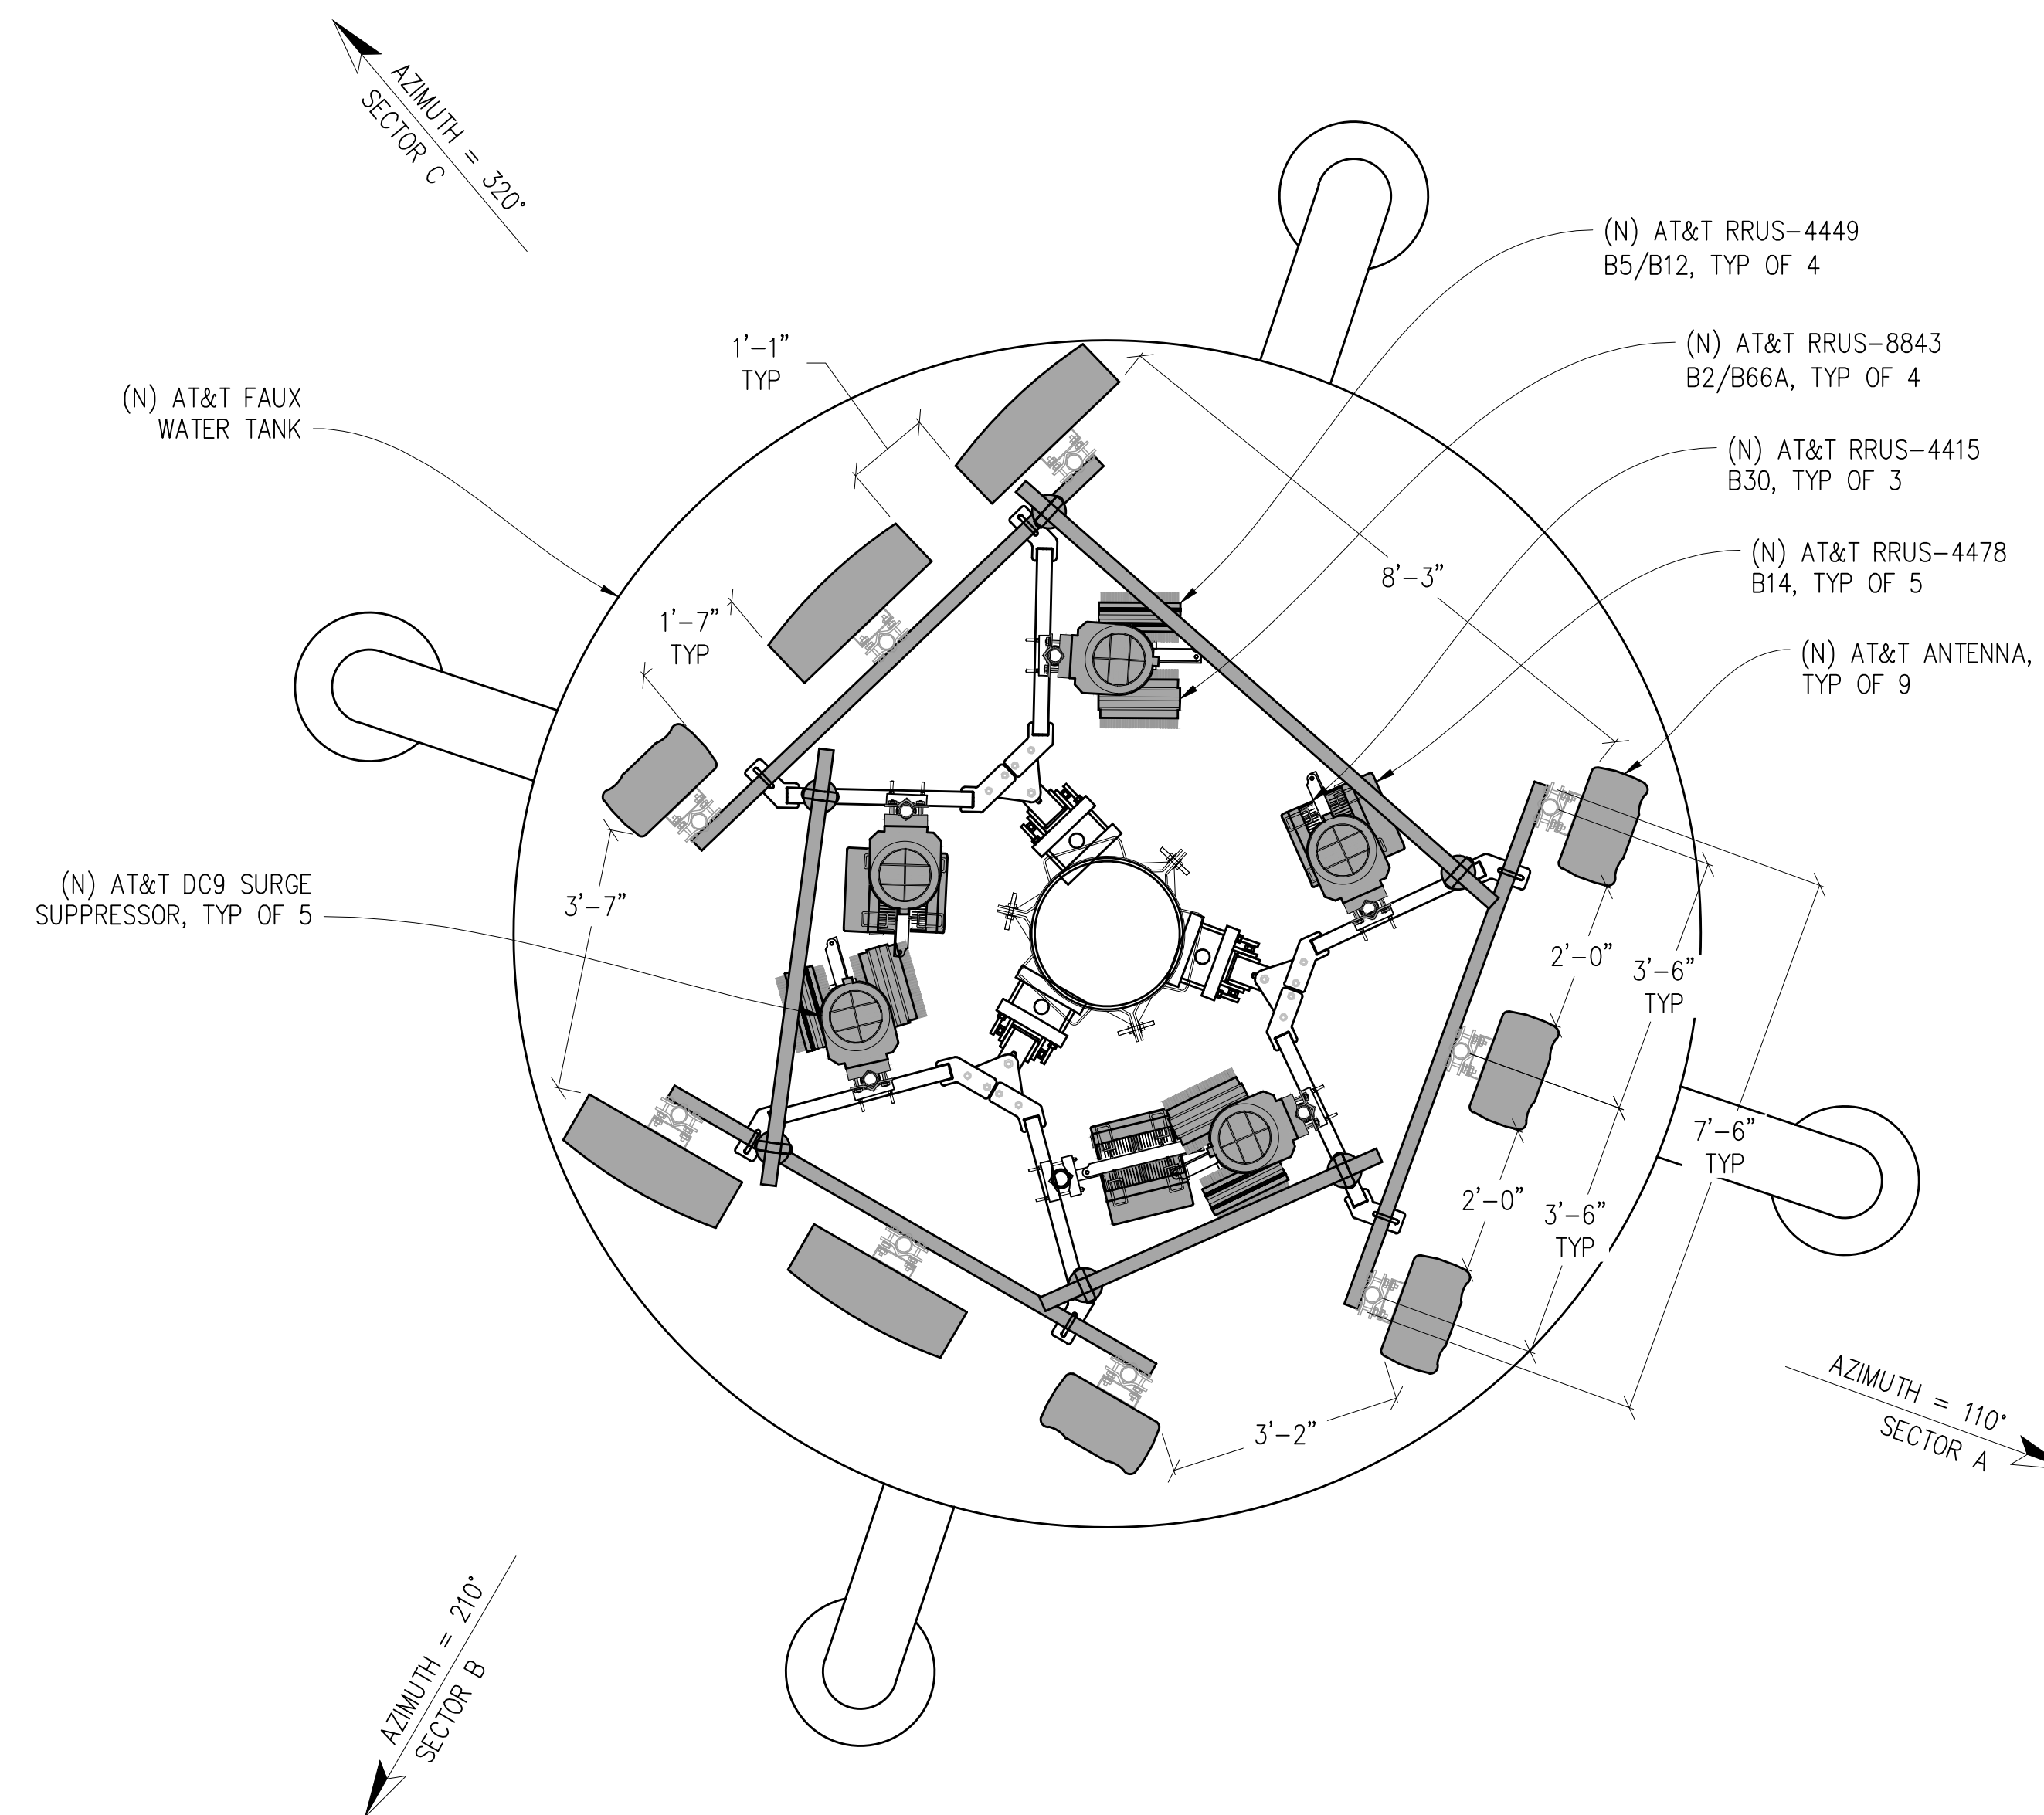 AZIMUTH = 320°
SECTOR C
(N) AT&T RRUS-4449
B5/B12, TYP OF 4
1'-1"
TYP
(N) AT&T RRUS-8843
B2/B66A, TYP OF 4
(N) AT&T FAUX
WATER TANK
(N) AT&T RRUS-4415
B30, TYP OF 3
8'-3"
(N) AT&T RRUS-4478
B14, TYP OF 5
1'-7"
TYP
(N) AT&T ANTENNA,
TYP OF 9
(N) AT&T DC9 SURGE
SUPPRESSOR, TYP OF 5
3'-7"
2'-0"
3'-6"
TYP
7'-6"
TYP
2'-0"
3'-6"
TYP
AZIMUTH = 110°
SECTOR A
3'-2"
AZIMUTH = 210°
SECTOR B